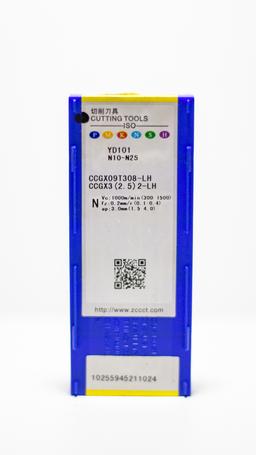 切削刀具
CUTTING TOOLS
ISO
P M K N S H
YD101
N10-N25
CCGX09T308-LH
CCGX3(2.5)2-LH
N
Vc:1000m/min(200 1500)
fz:0.2mm/r(0.1 0.4)
ap:3.0mm(1.5 4.0)
http://www.zccct.com
10255945211024